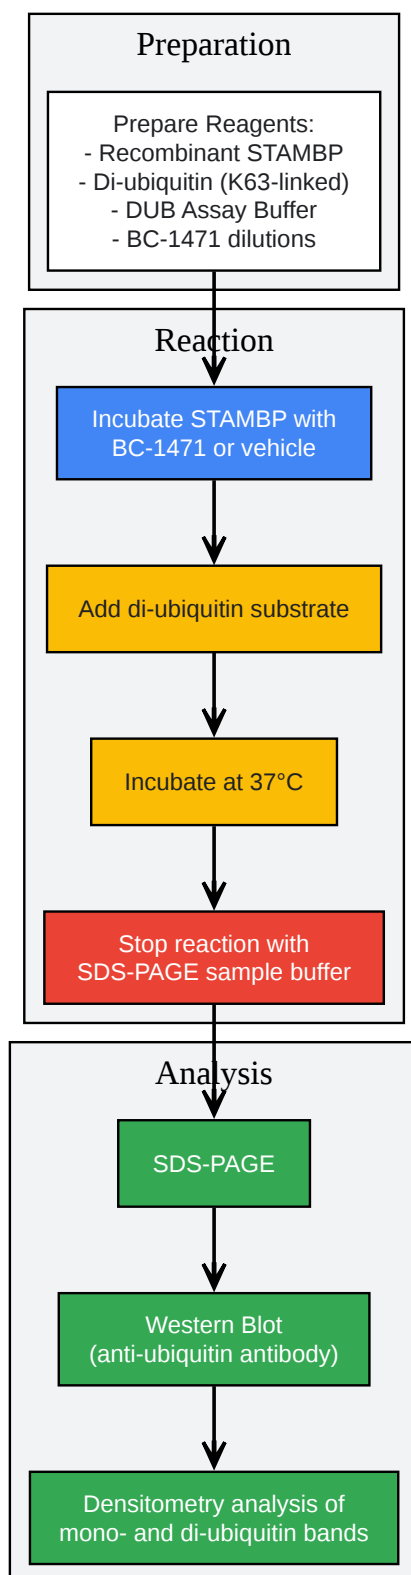 Preparation
Prepare Reagents:
- Recombinant STAMBP
- Di-ubiquitin (K63-linked)
- DUB Assay Buffer
- BC-1471 dilutions
Reaction
Incubate STAMBP with
BC-1471 or vehicle
Add di-ubiquitin substrate
Incubate at 37°C
Stop reaction with
SDS-PAGE sample buffer
Analysis
SDS-PAGE
Western Blot
(anti-ubiquitin antibody)
Densitometry analysis of
mono- and di-ubiquitin bands